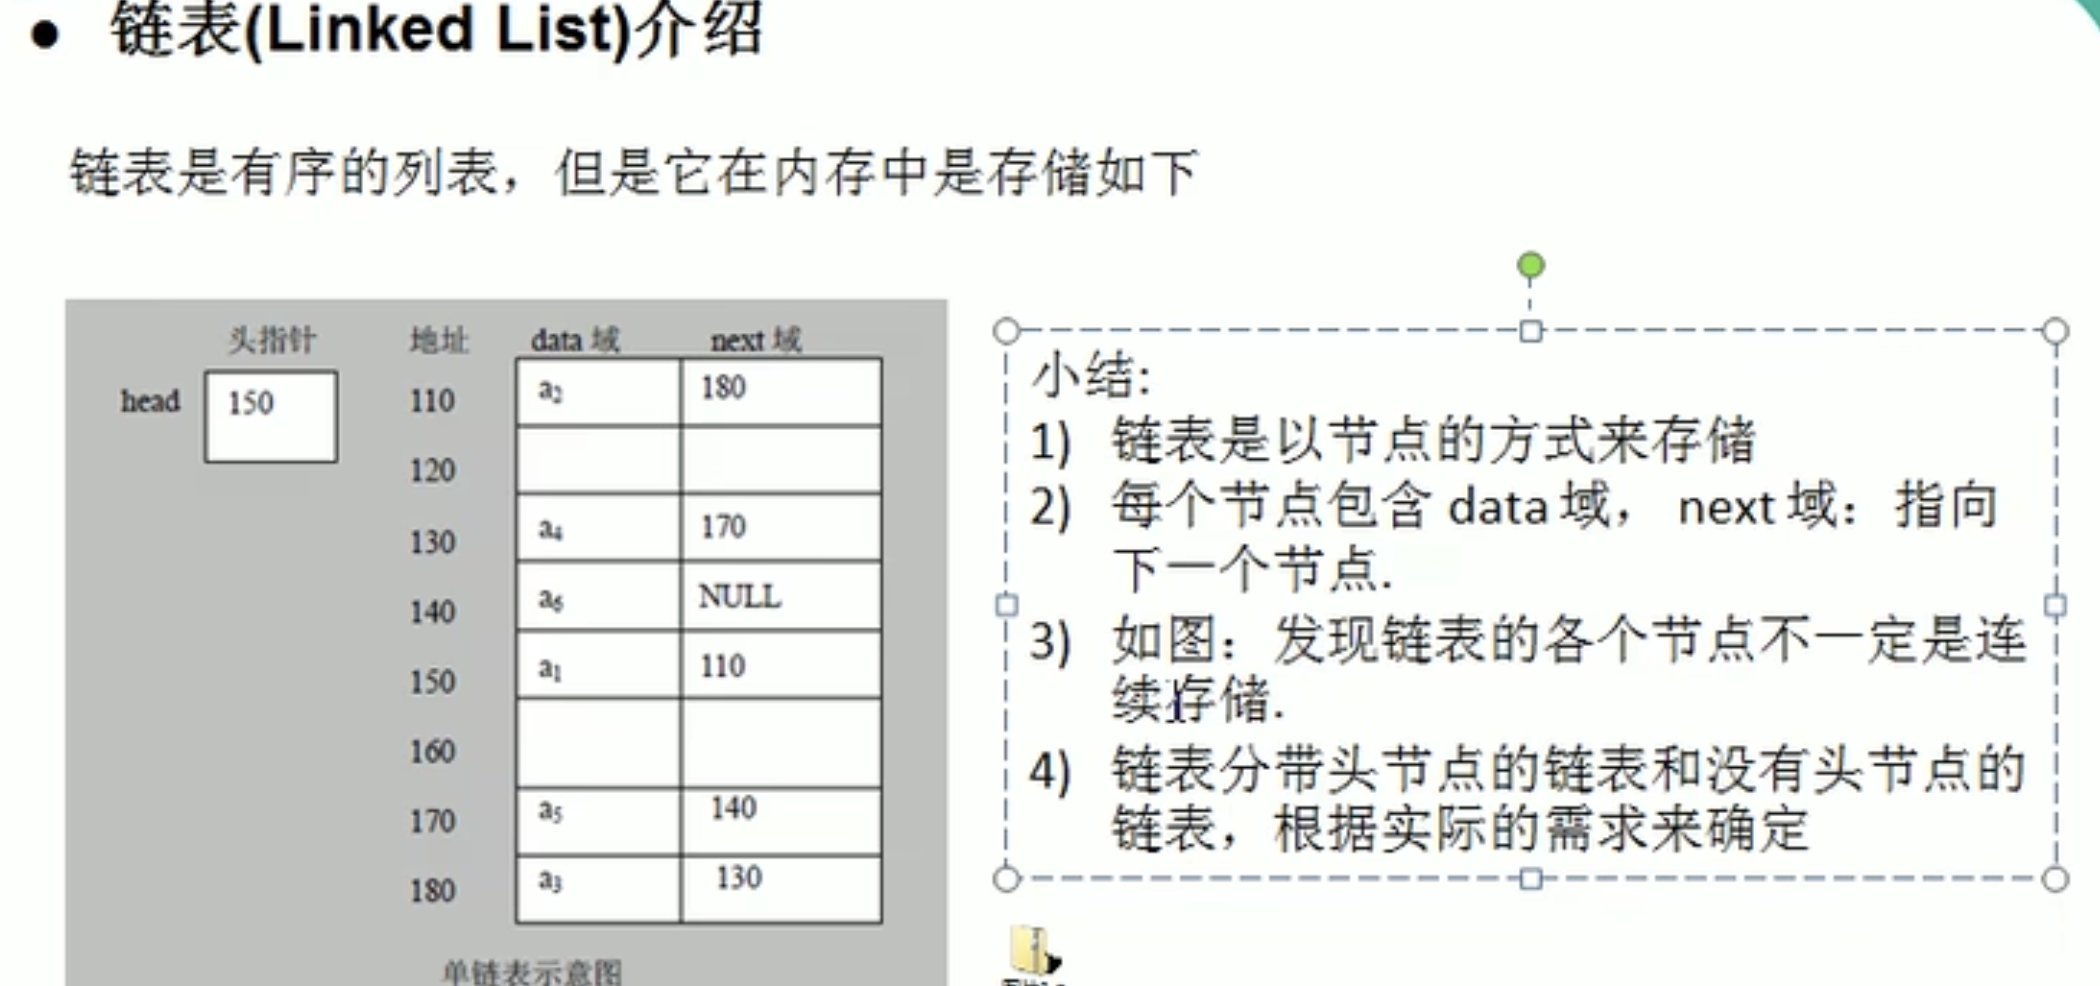 • 链表(Linked List)介绍
链表是有序的列表，但是它在内存中是存储如下
头指针 地址 data 域 next 域
head 150 110 a₂ 180
120
130 a₄ 170
140 a₆ NULL
150 a₁ 110
160
170 a₅ 140
180 a₃ 130
单链表示意图
小结:
1) 链表是以节点的方式来存储
2) 每个节点包含 data 域， next 域：指向
下一个节点.
3) 如图：发现链表的各个节点不一定是连
续存储.
4) 链表分带头节点的链表和没有头节点的
链表，根据实际的需求来确定